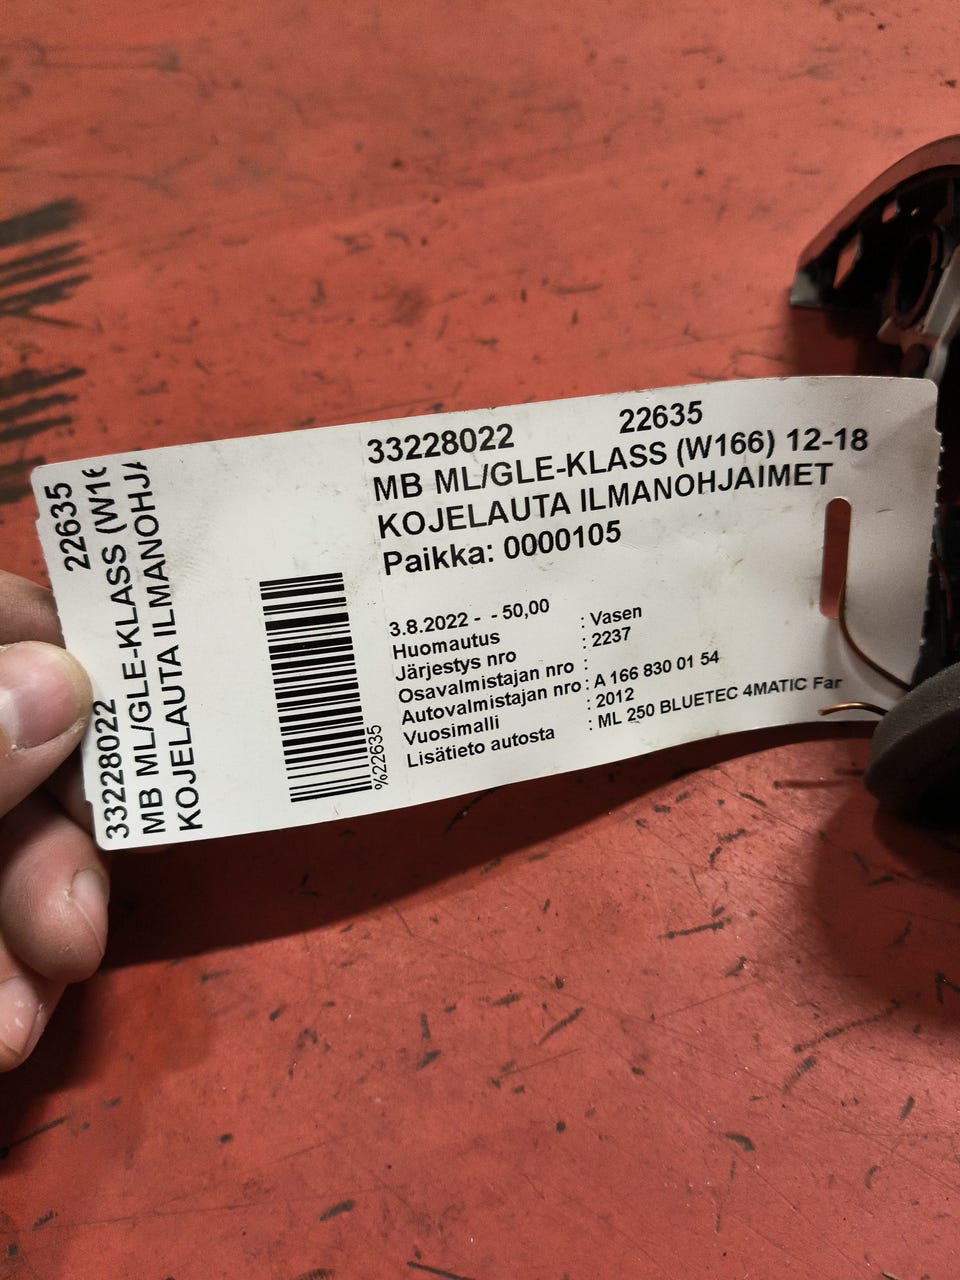 33228022 22635
MB ML/GLE-KLASS (W166) 12-18
KOJELAUTA ILMANOHJAIMET
Paikka: 0000105
3.8.2022 - - 50,00
Huomautus : Vasen
Järjestys nro : 2237
Osavalmistajan nro :
Autovalmistajan nro : A 166 830 01 54
Vuosimalli : 2012
Lisätieto autosta : ML 250 BLUETEC 4MATIC Far
%22635
33228022 22635
MB ML/GLE-KLASS (W16
KOJELAUTA ILMANOHJ